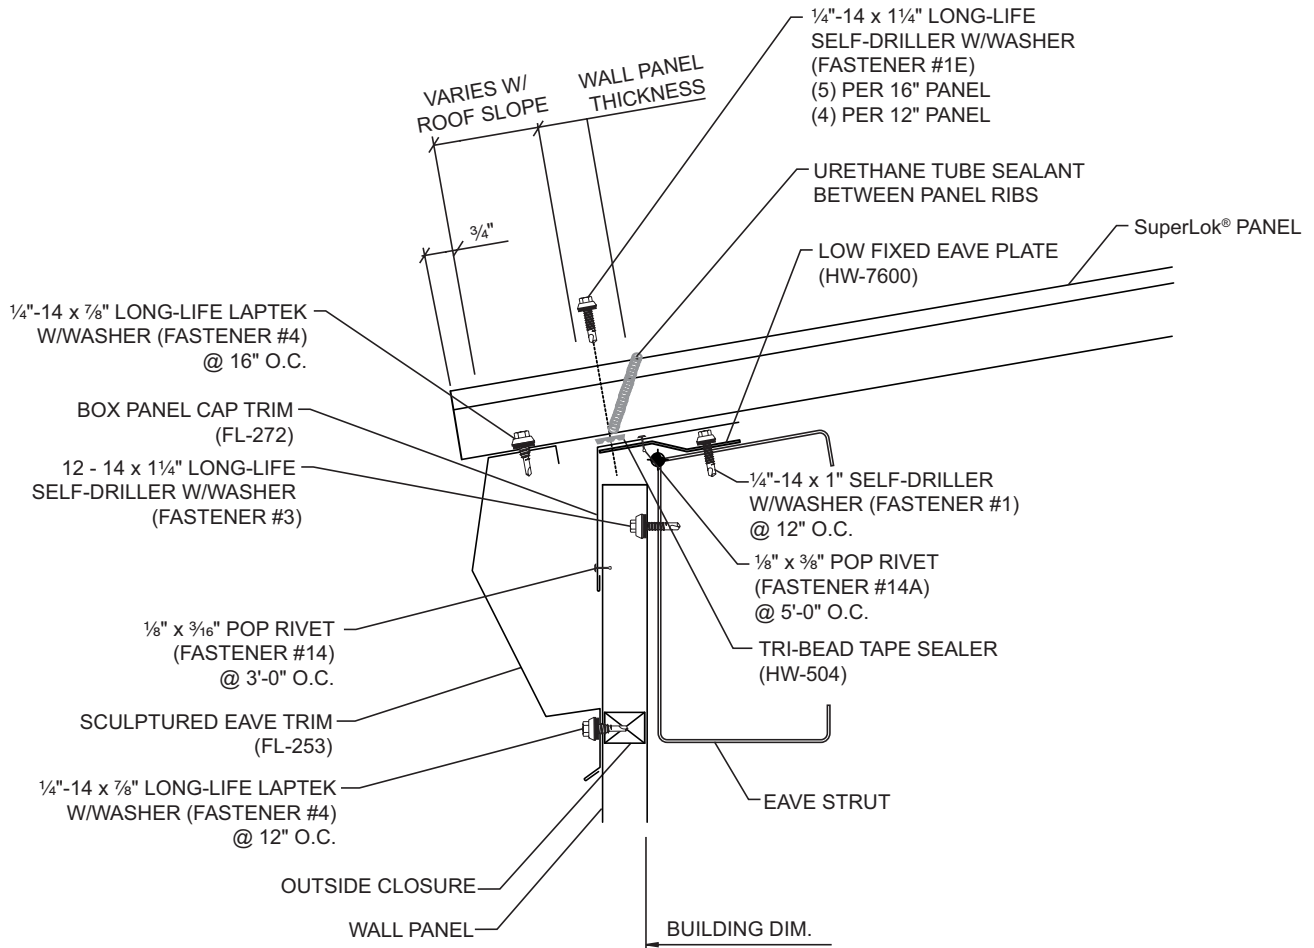 ¼"-14 x 1¼" LONG-LIFE
SELF-DRILLER W/WASHER
(FASTENER #1E)
(5) PER 16" PANEL
(4) PER 12" PANEL
VARIES W/
ROOF SLOPE
WALL PANEL
THICKNESS
URETHANE TUBE SEALANT
BETWEEN PANEL RIBS
SuperLok® PANEL
¾"
LOW FIXED EAVE PLATE
(HW-7600)
¼"-14 x ⅞" LONG-LIFE LAPTEK
W/WASHER (FASTENER #4)
@ 16" O.C.
BOX PANEL CAP TRIM
(FL-272)
12 - 14 x 1¼" LONG-LIFE
SELF-DRILLER W/WASHER
(FASTENER #3)
¼"-14 x 1" SELF-DRILLER
W/WASHER (FASTENER #1)
@ 12" O.C.
⅛" x ⅜" POP RIVET
(FASTENER #14A)
@ 5'-0" O.C.
⅛" x 3⁄16" POP RIVET
(FASTENER #14)
@ 3'-0" O.C.
TRI-BEAD TAPE SEALER
(HW-504)
SCULPTURED EAVE TRIM
(FL-253)
¼"-14 x ⅞" LONG-LIFE LAPTEK
W/WASHER (FASTENER #4)
@ 12" O.C.
EAVE STRUT
OUTSIDE CLOSURE
WALL PANEL
BUILDING DIM.